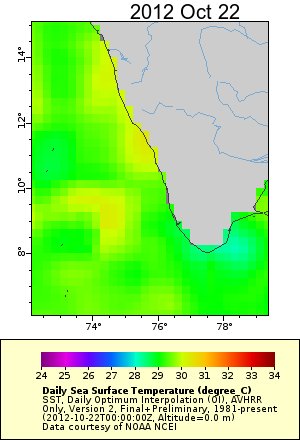 2012 Oct 22
14°
12°
10°
8°
74° 76° 78°
24 25 26 27 28 29 30 31 32 33 34
Daily Sea Surface Temperature (degree_C)
SST, Daily Optimum Interpolation (OI), AVHRR
Only, Version 2, Final+Preliminary, 1981-present
(2012-10-22T00:00:00Z, Altitude=0.0 m)
Data courtesy of NOAA NCEI